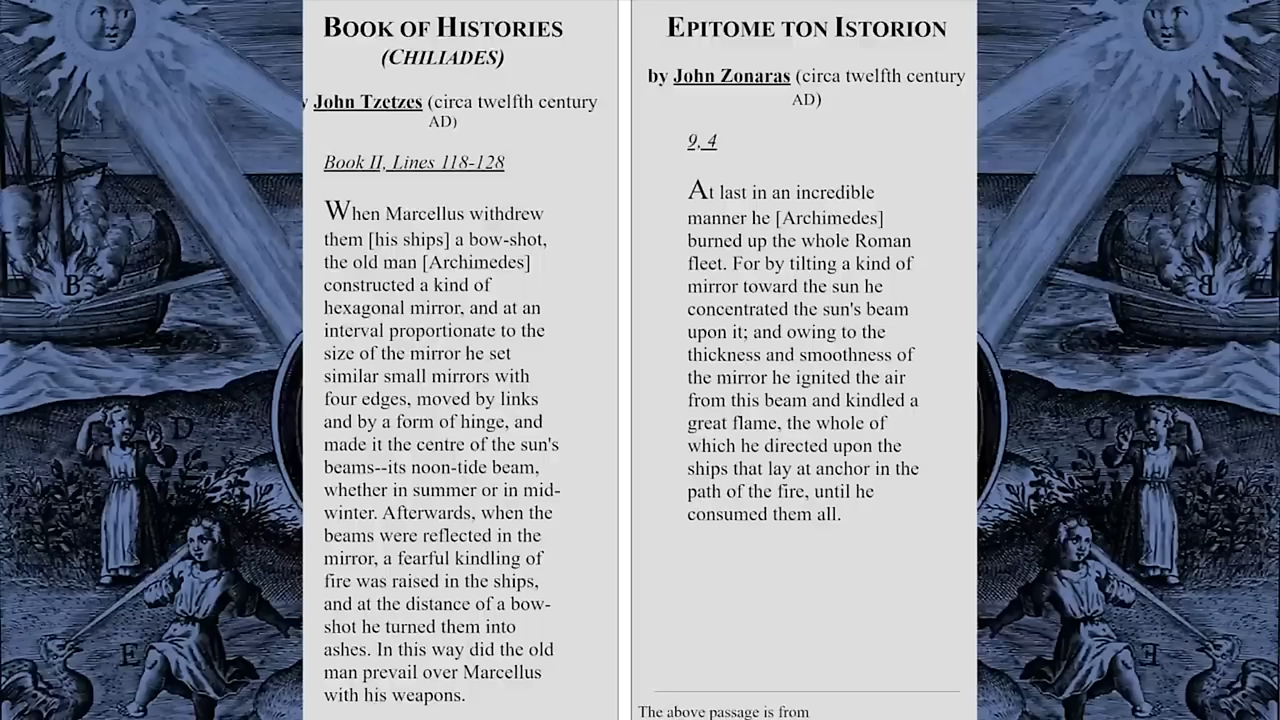 BOOK OF HISTORIES
(CHILIADES)
John Tzetzes (circa twelfth century
AD)
Book II, Lines 118-128
When Marcellus withdrew
them [his ships] a bow-shot,
the old man [Archimedes]
constructed a kind of
hexagonal mirror, and at an
interval proportionate to the
size of the mirror he set
similar small mirrors with
four edges, moved by links
and by a form of hinge, and
made it the centre of the sun's
beams--its noon-tide beam,
whether in summer or in mid-
winter. Afterwards, when the
beams were reflected in the
mirror, a fearful kindling of
fire was raised in the ships,
and at the distance of a bow-
shot he turned them into
ashes. In this way did the old
man prevail over Marcellus
with his weapons.
EPITOME TON ISTORION
by John Zonaras (circa twelfth century
AD)
9, 4
At last in an incredible
manner he [Archimedes]
burned up the whole Roman
fleet. For by tilting a kind of
mirror toward the sun he
concentrated the sun's beam
upon it; and owing to the
thickness and smoothness of
the mirror he ignited the air
from this beam and kindled a
great flame, the whole of
which he directed upon the
ships that lay at anchor in the
path of the fire, until he
consumed them all.
The above passage is from
B
D
E
B
D
E